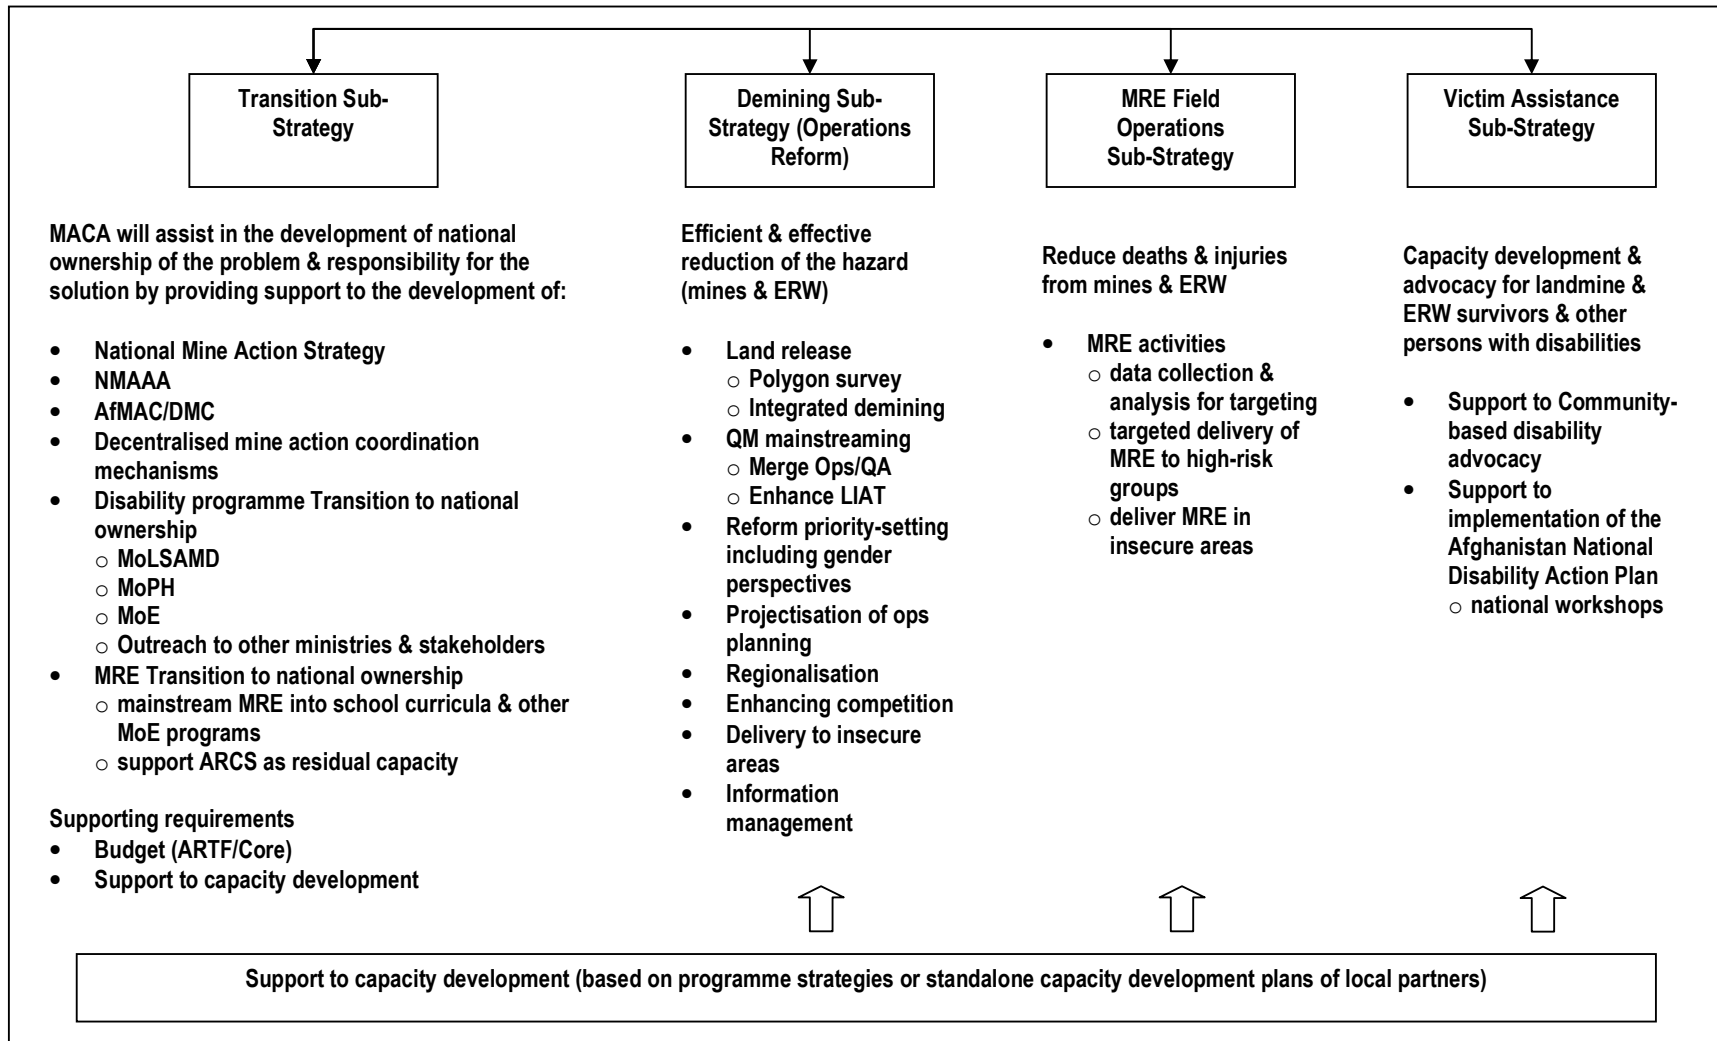 Transition Sub-
Strategy
Demining Sub-
Strategy (Operations
Reform)
MRE Field
Operations
Sub-Strategy
Victim Assistance
Sub-Strategy
MACA will assist in the development of national
ownership of the problem & responsibility for the
solution by providing support to the development of:
• National Mine Action Strategy
• NMAAA
• AfMAC/DMC
• Decentralised mine action coordination
mechanisms
• Disability programme Transition to national
ownership
o MoLSAMD
o MoPH
o MoE
o Outreach to other ministries & stakeholders
• MRE Transition to national ownership
o mainstream MRE into school curricula & other
MoE programs
o support ARCS as residual capacity
Supporting requirements
• Budget (ARTF/Core)
• Support to capacity development
Efficient & effective
reduction of the hazard
(mines & ERW)
• Land release
o Polygon survey
o Integrated demining
• QM mainstreaming
o Merge Ops/QA
o Enhance LIAT
• Reform priority-setting
including gender
perspectives
• Projectisation of ops
planning
• Regionalisation
• Enhancing competition
• Delivery to insecure
areas
• Information
management
Reduce deaths & injuries
from mines & ERW
• MRE activities
o data collection &
analysis for targeting
o targeted delivery of
MRE to high-risk
groups
o deliver MRE in
insecure areas
Capacity development &
advocacy for landmine &
ERW survivors & other
persons with disabilities
• Support to Community-
based disability
advocacy
• Support to
implementation of the
Afghanistan National
Disability Action Plan
o national workshops
Support to capacity development (based on programme strategies or standalone capacity development plans of local partners)